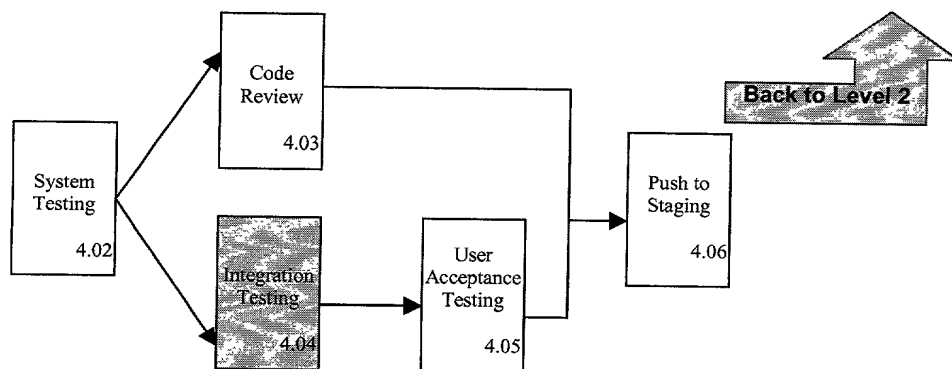 Code
Review
4.03
Back to Level 2
System
Testing
4.02
Push to
Staging
4.06
Integration
Testing
4.04
User
Acceptance
Testing
4.05